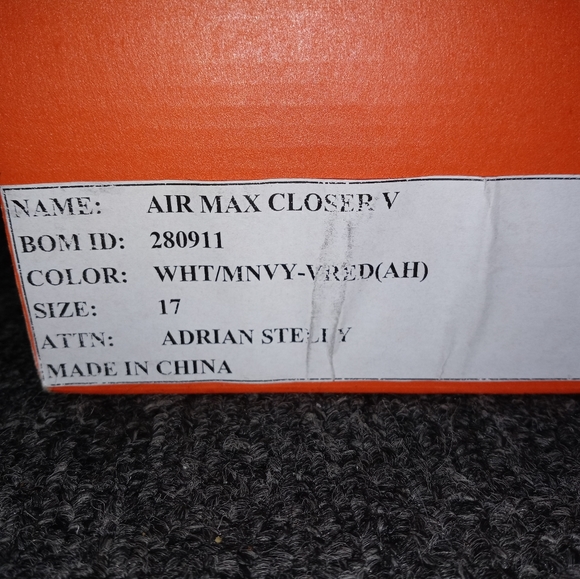 NAME: AIR MAX CLOSER V
BOM ID: 280911
COLOR: WHT/MNVY-VRED(AH)
SIZE: 17
ATTN: ADRIAN
MADE IN CHINA